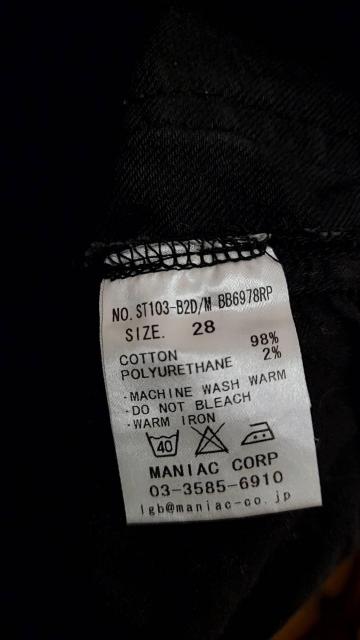 NO. ST103-B2D/M BB6978RP
SIZE. 28
COTTON 98%
POLYURETHANE 2%
·MACHINE WASH WARM
·DO NOT BLEACH
·WARM IRON
40
MANIAC CORP
03-3585-6910
lgb@maniac-co.jp